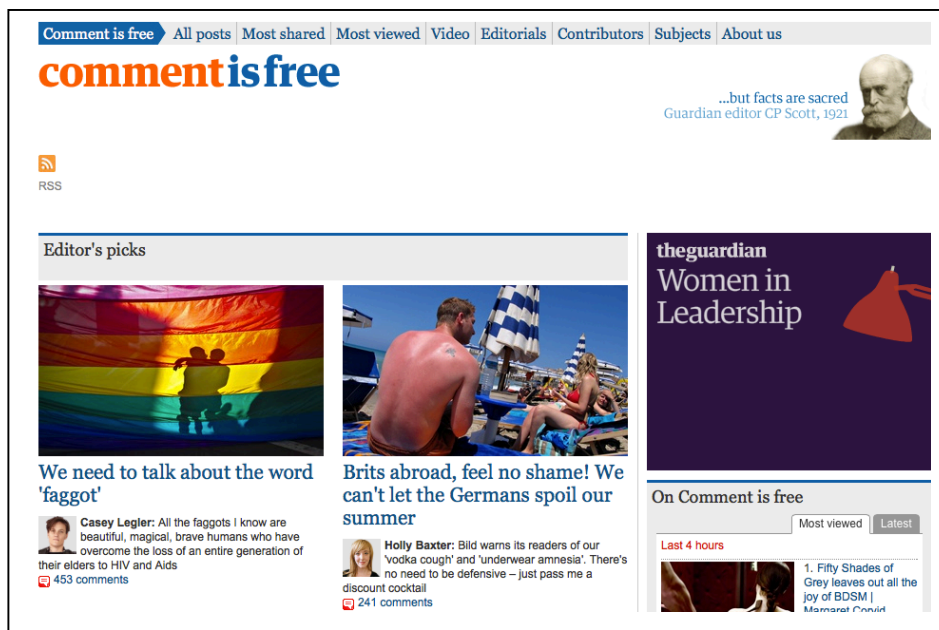 Comment is free All posts Most shared Most viewed Video Editorials Contributors Subjects About us
commentisfree
...but facts are sacred
Guardian editor CP Scott, 1921
RSS
Editor's picks
We need to talk about the word
'faggot'
Casey Legler: All the faggots I know are
beautiful, magical, brave humans who have
overcome the loss of an entire generation of
their elders to HIV and Aids
453 comments
Brits abroad, feel no shame! We
can't let the Germans spoil our
summer
Holly Baxter: Bild warns its readers of our
'vodka cough' and 'underwear amnesia'. There's
no need to be defensive – just pass me a
discount cocktail
241 comments
theguardian
Women in
Leadership
On Comment is free
Most viewed Latest
Last 4 hours
1. Fifty Shades of
Grey leaves out all the
joy of BDSM |
Margaret Corvid